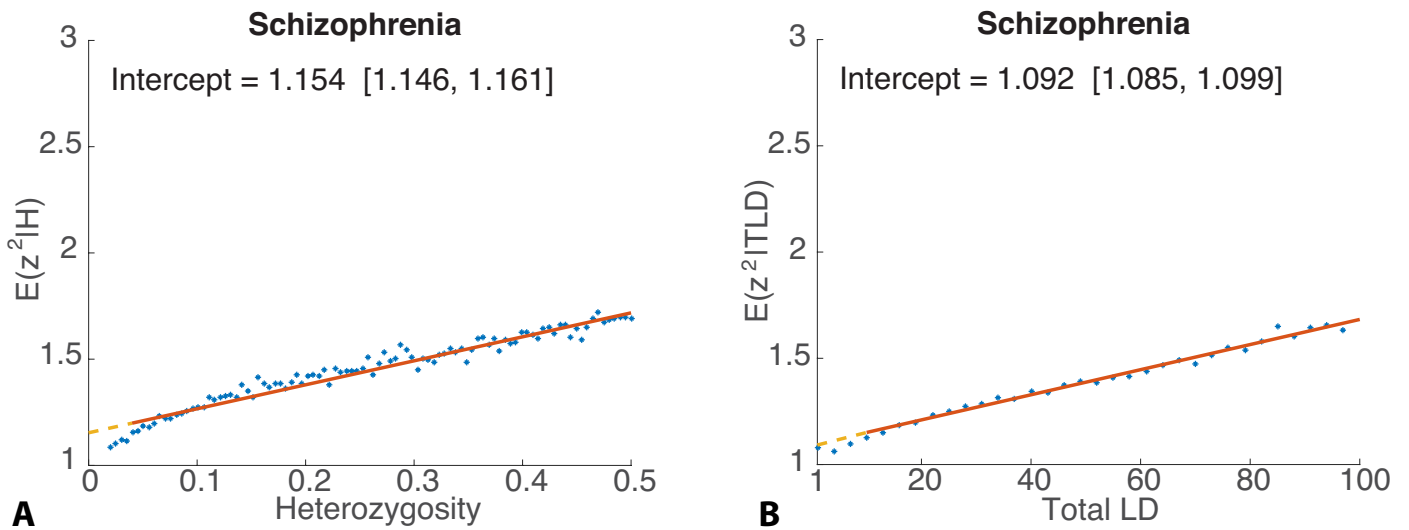 Schizophrenia
Intercept = 1.154 [1.146, 1.161]
E(z²|H)
3
2.5
2
1.5
1
0 0.1 0.2 0.3 0.4 0.5
Heterozygosity
A
Schizophrenia
Intercept = 1.092 [1.085, 1.099]
E(z²|TLD)
3
2.5
2
1.5
1
1 20 40 60 80 100
Total LD
B